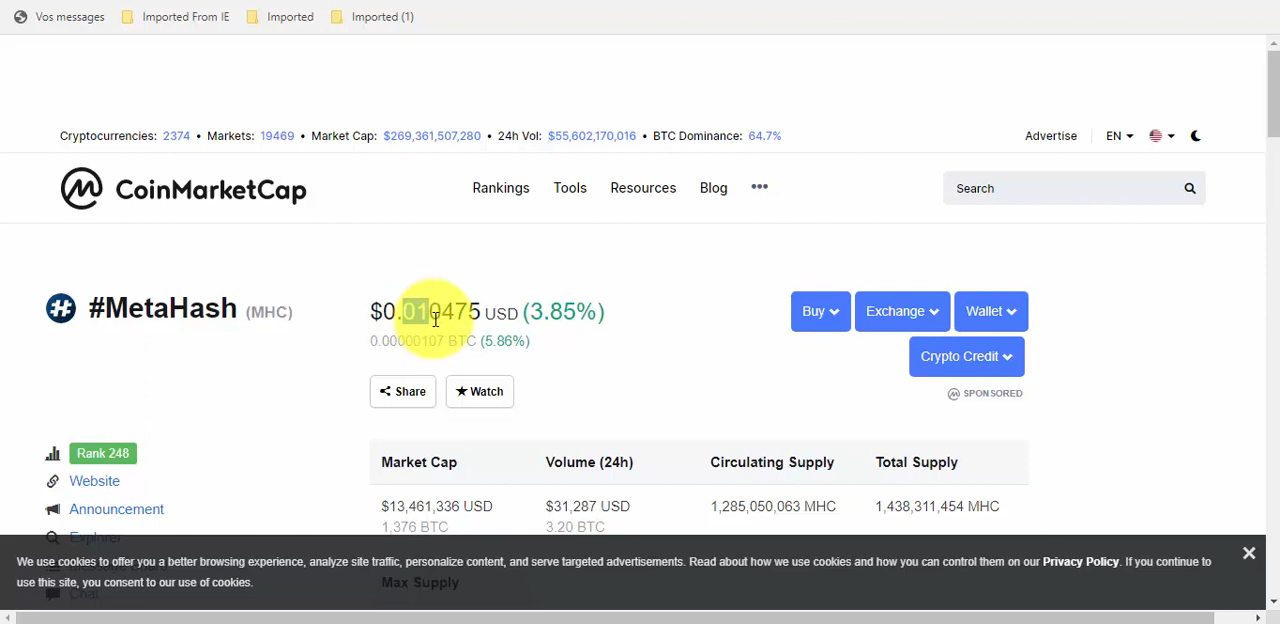 Vos messages Imported From IE Imported Imported (1)
Cryptocurrencies: 2374 • Markets: 19469 • Market Cap: $269,361,507,280 • 24h Vol: $55,602,170,016 • BTC Dominance: 64.7% Advertise EN
CoinMarketCap Rankings Tools Resources Blog ••• Search
#MetaHash (MHC) $0.010475 USD (3.85%) Buy Exchange Wallet
0.00000107 BTC (5.86%)
Crypto Credit
Share Watch SPONSORED
Rank 248 Market Cap Volume (24h) Circulating Supply Total Supply
Website
$13,461,336 USD $31,287 USD 1,285,050,063 MHC 1,438,311,454 MHC
Announcement
1,376 BTC 3.20 BTC
Explorer
We use cookies to offer you a better browsing experience, analyze site traffic, personalize content, and serve targeted advertisements. Read about how we use cookies and how you can control them on our Privacy Policy. If you continue to
use this site, you consent to our use of cookies.
Max Supply
Chat